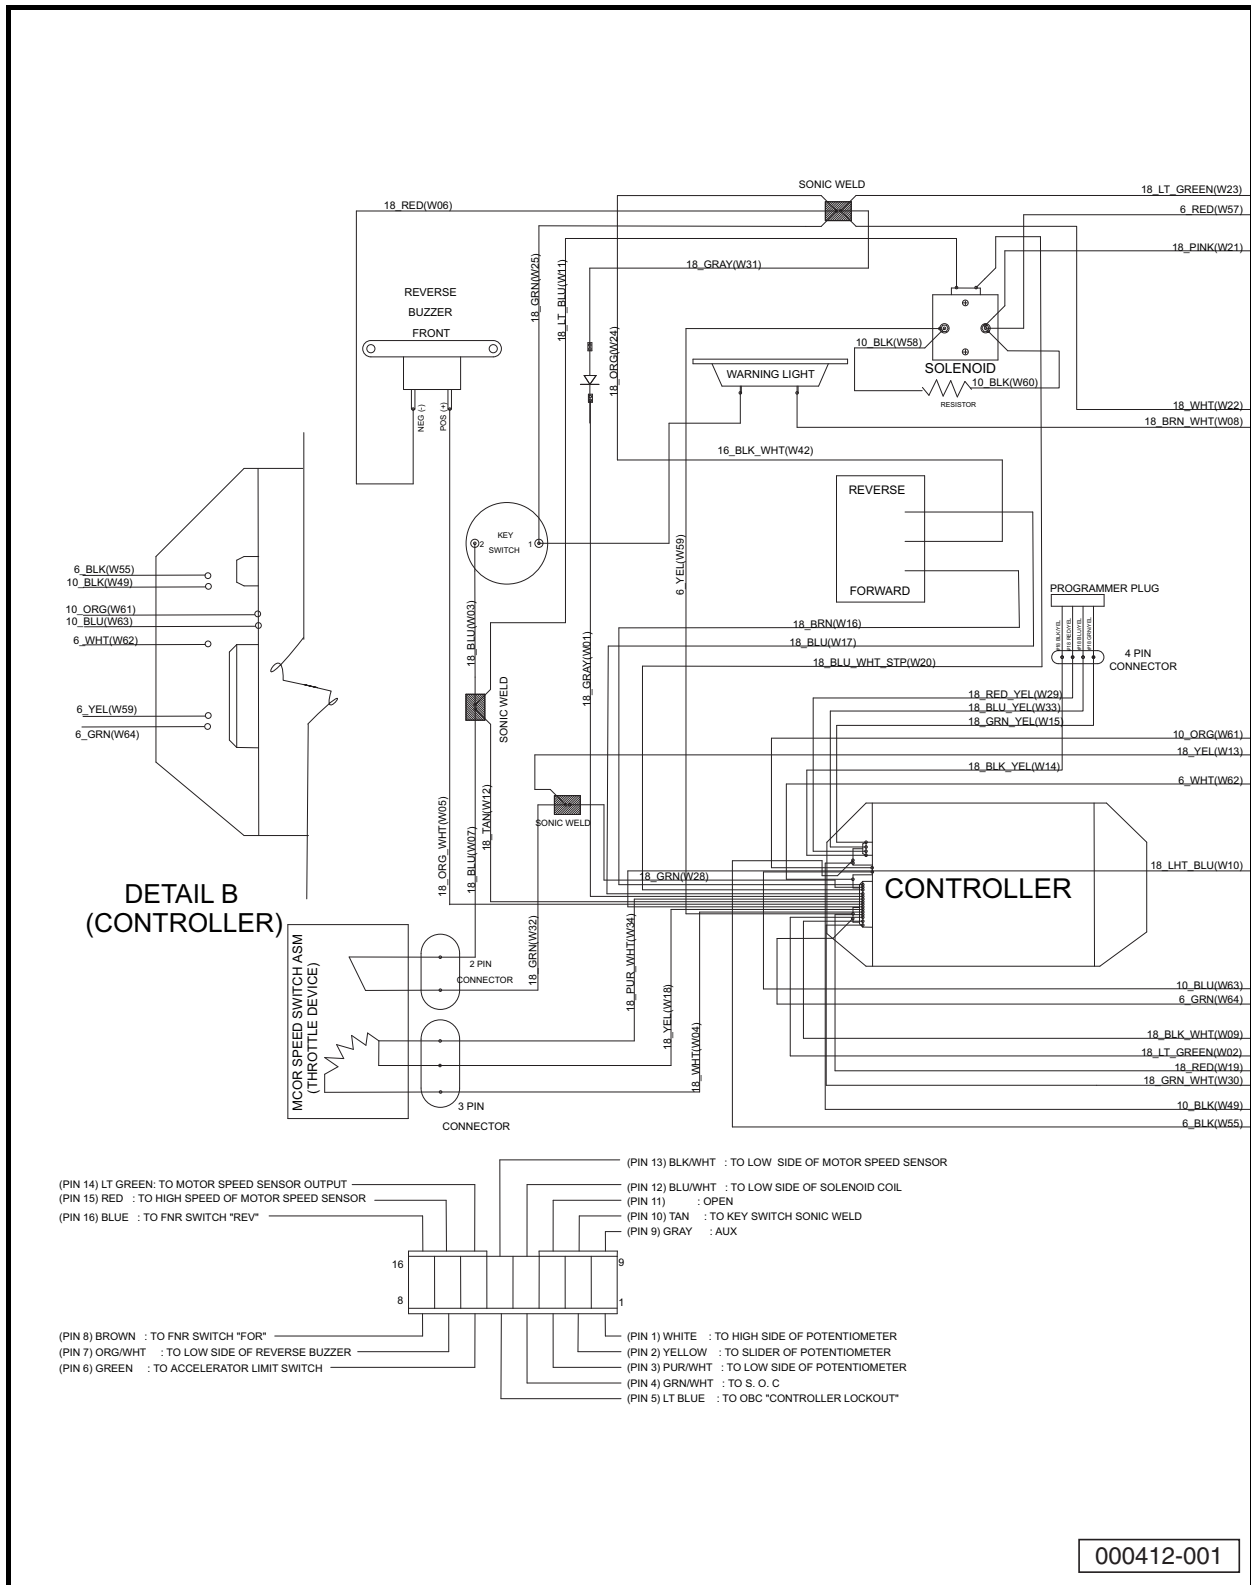 SONIC WELD
18_LT_GREEN(W23)
18_RED(W06)
6_RED(W57)
18_PINK(W21)
18_GRN(W25)
18_LT_BLU(W11)
18_GRAY(W31)
REVERSE
BUZZER
FRONT
18_ORG(W24)
10_BLK(W58)
SOLENOID
WARNING LIGHT
10_BLK(W60)
RESISTOR
NEG (-)
POS (+)
18_WHT(W22)
18_BRN_WHT(W08)
16_BLK_WHT(W42)
REVERSE
KEY
SWITCH
2
1
6_YEL(W59)
FORWARD
PROGRAMMER PLUG
#18 BLK/YEL
#18 RED/YEL
#18 BLU/YEL
#18 GRN/YEL
4 PIN
CONNECTOR
6_BLK(W55)
10_BLK(W49)
10_ORG(W61)
10_BLU(W63)
6_WHT(W62)
6_YEL(W59)
6_GRN(W64)
18_BLU(W03)
18_BRN(W16)
18_BLU(W17)
18_GRAY(W01)
18_BLU_WHT_STP(W20)
SONIC WELD
18_RED_YEL(W29)
18_BLU_YEL(W33)
18_GRN_YEL(W15)
10_ORG(W61)
18_YEL(W13)
18_BLK_YEL(W14)
6_WHT(W62)
SONIC WELD
18_ORG_WHT(W05)
18_BLU(W07)
18_TAN(W12)
18_GRN(W28)
CONTROLLER
18_LHT_BLU(W10)
DETAIL B
(CONTROLLER)
MCOR SPEED SWITCH ASM
(THROTTLE DEVICE)
2 PIN
CONNECTOR
18_GRN(W32)
18_PUR_WHT(W34)
18_YEL(W18)
18_WHT(W04)
10_BLU(W63)
6_GRN(W64)
18_BLK_WHT(W09)
18_LT_GREEN(W02)
18_RED(W19)
18_GRN_WHT(W30)
3 PIN
CONNECTOR
10_BLK(W49)
6_BLK(W55)
(PIN 13) BLK/WHT : TO LOW SIDE OF MOTOR SPEED SENSOR
(PIN 14) LT GREEN: TO MOTOR SPEED SENSOR OUTPUT
(PIN 15) RED : TO HIGH SPEED OF MOTOR SPEED SENSOR
(PIN 16) BLUE : TO FNR SWITCH "REV"
(PIN 12) BLU/WHT : TO LOW SIDE OF SOLENOID COIL
(PIN 11) : OPEN
(PIN 10) TAN : TO KEY SWITCH SONIC WELD
(PIN 9) GRAY : AUX
16
9
8
1
(PIN 8) BROWN : TO FNR SWITCH "FOR"
(PIN 7) ORG/WHT : TO LOW SIDE OF REVERSE BUZZER
(PIN 6) GREEN : TO ACCELERATOR LIMIT SWITCH
(PIN 1) WHITE : TO HIGH SIDE OF POTENTIOMETER
(PIN 2) YELLOW : TO SLIDER OF POTENTIOMETER
(PIN 3) PUR/WHT : TO LOW SIDE OF POTENTIOMETER
(PIN 4) GRN/WHT : TO S. O. C
(PIN 5) LT BLUE : TO OBC "CONTROLLER LOCKOUT"
000412-001